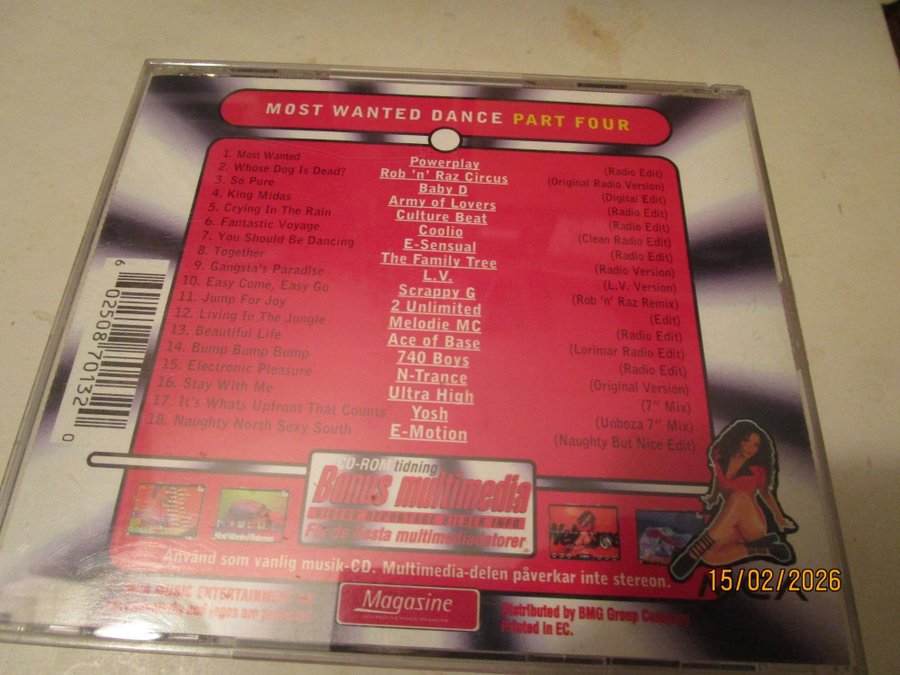 MOST WANTED DANCE PART FOUR
1. Most Wanted Powerplay (Radio Edit)
2. Whose Dog Is Dead? Rob 'n' Raz Circus (Original Radio Version)
3. So Pure Baby D (Digital Edit)
4. King Midas Army of Lovers (Radio Edit)
5. Crying In The Rain Culture Beat (Radio Edit)
6. Fantastic Voyage Coolio (Clean Radio Edit)
7. You Should Be Dancing E-Sensual (Radio Edit)
8. Together The Family Tree (Radio Version)
9. Gangsta's Paradise L.V. (L.V. Version)
10. Easy Come, Easy Go Scrappy G (Rob 'n' Raz Remix)
11. Jump For Joy 2 Unlimited (Edit)
12. Living In The Jungle Melodie MC (Radio Edit)
13. Beautiful Life Ace of Base (Lorimar Radio Edit)
14. Bump Bump Bump 740 Boys (Radio Edit)
15. Electronic Pleasure N-Trance (Original Version)
16. Stay With Me Ultra High (7" Mix)
17. It's Whats Upfront That Counts Yosh (Unboza 7" Mix)
18. Naughty North Sexy South E-Motion (Naughty But Nice Edit)
6 02508 70132 0
CD-ROM tidning
Bonus multimedia
REPORTAGE BILDER INFO
multimediadatorer
Använd som vanlig musik-CD. Multimedia-delen påverkar inte stereon.
MUSIC ENTERTAINMENT
Magazine
Distributed by BMG Group
Printed in EC.
15/02/2026